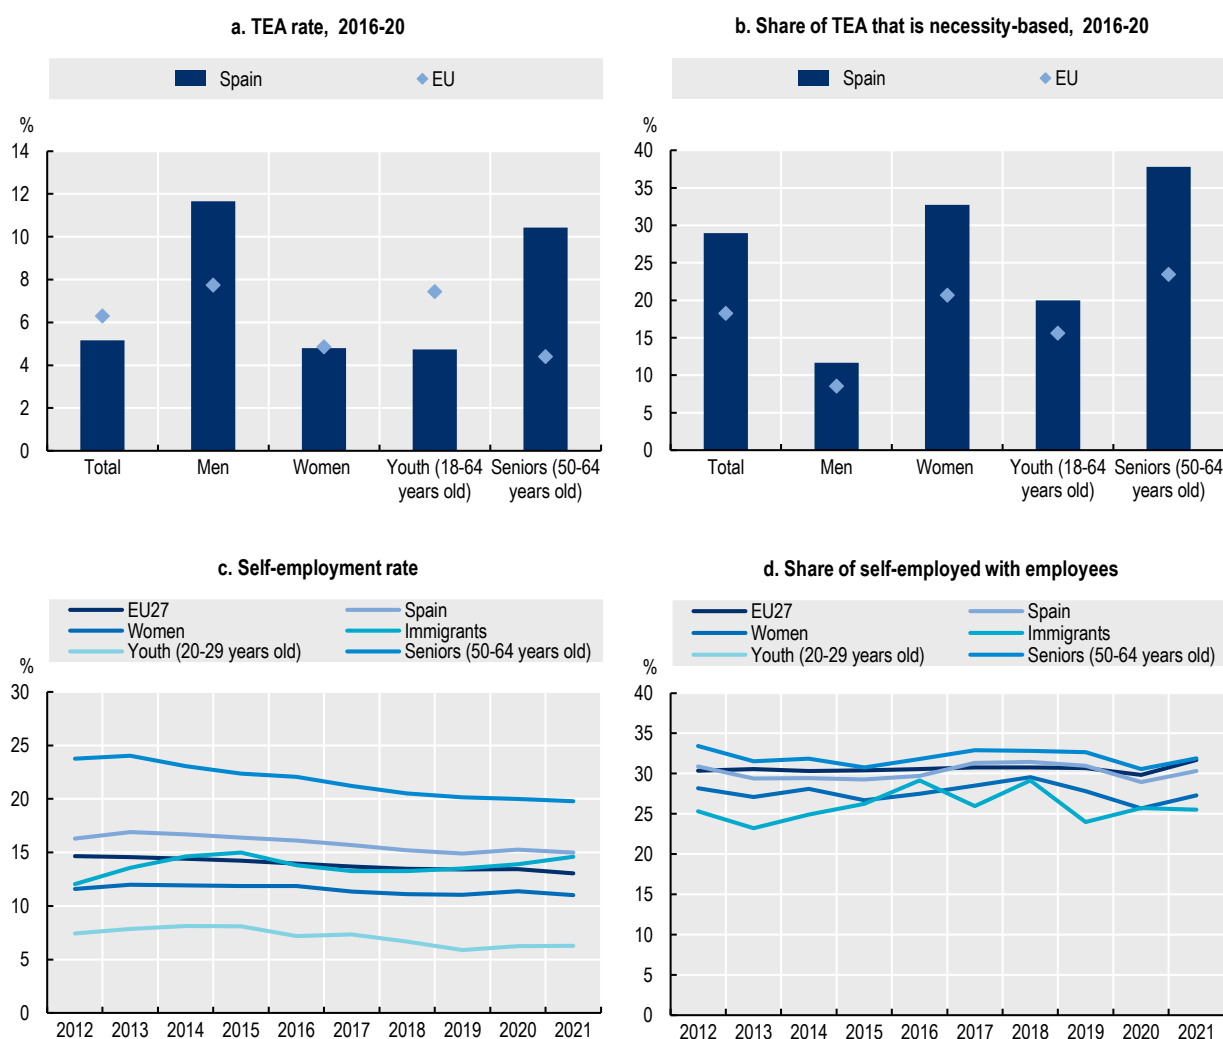 a. TEA rate, 2016-20
Spain
EU
%
14
12
10
8
6
4
2
0
Total
Men
Women
Youth (18-64
years old)
Seniors (50-64
years old)
b. Share of TEA that is necessity-based, 2016-20
Spain
EU
%
40
35
30
25
20
15
10
5
0
Total
Men
Women
Youth (18-64
years old)
Seniors (50-64
years old)
c. Self-employment rate
EU27
Spain
Women
Immigrants
Youth (20-29 years old)
Seniors (50-64 years old)
%
30
25
20
15
10
5
0
2012 2013 2014 2015 2016 2017 2018 2019 2020 2021
d. Share of self-employed with employees
EU27
Spain
Women
Immigrants
Youth (20-29 years old)
Seniors (50-64 years old)
%
40
35
30
25
20
15
10
5
0
2012 2013 2014 2015 2016 2017 2018 2019 2020 2021